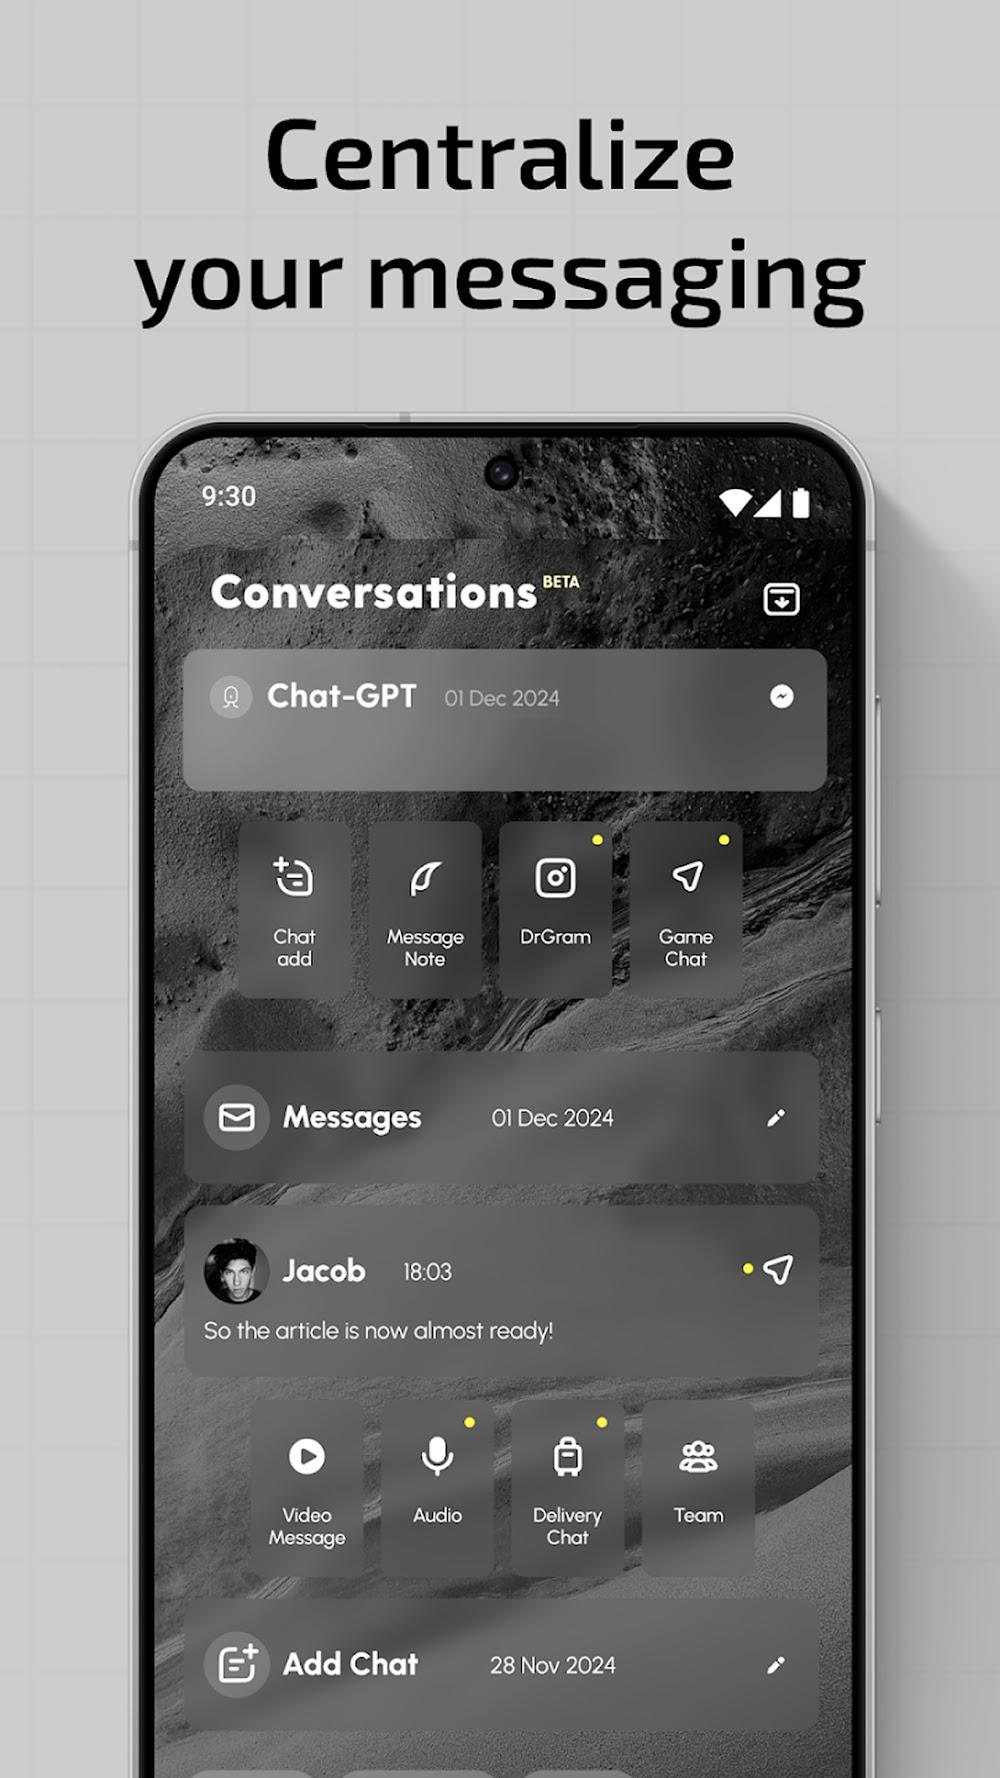 Centralize
your messaging
9:30
Conversations BETA
Chat-GPT 01 Dec 2024
Chat add
Message Note
DrGram
Game Chat
Messages 01 Dec 2024
Jacob 18:03
So the article is now almost ready!
Video Message
Audio
Delivery Chat
Team
Add Chat 28 Nov 2024